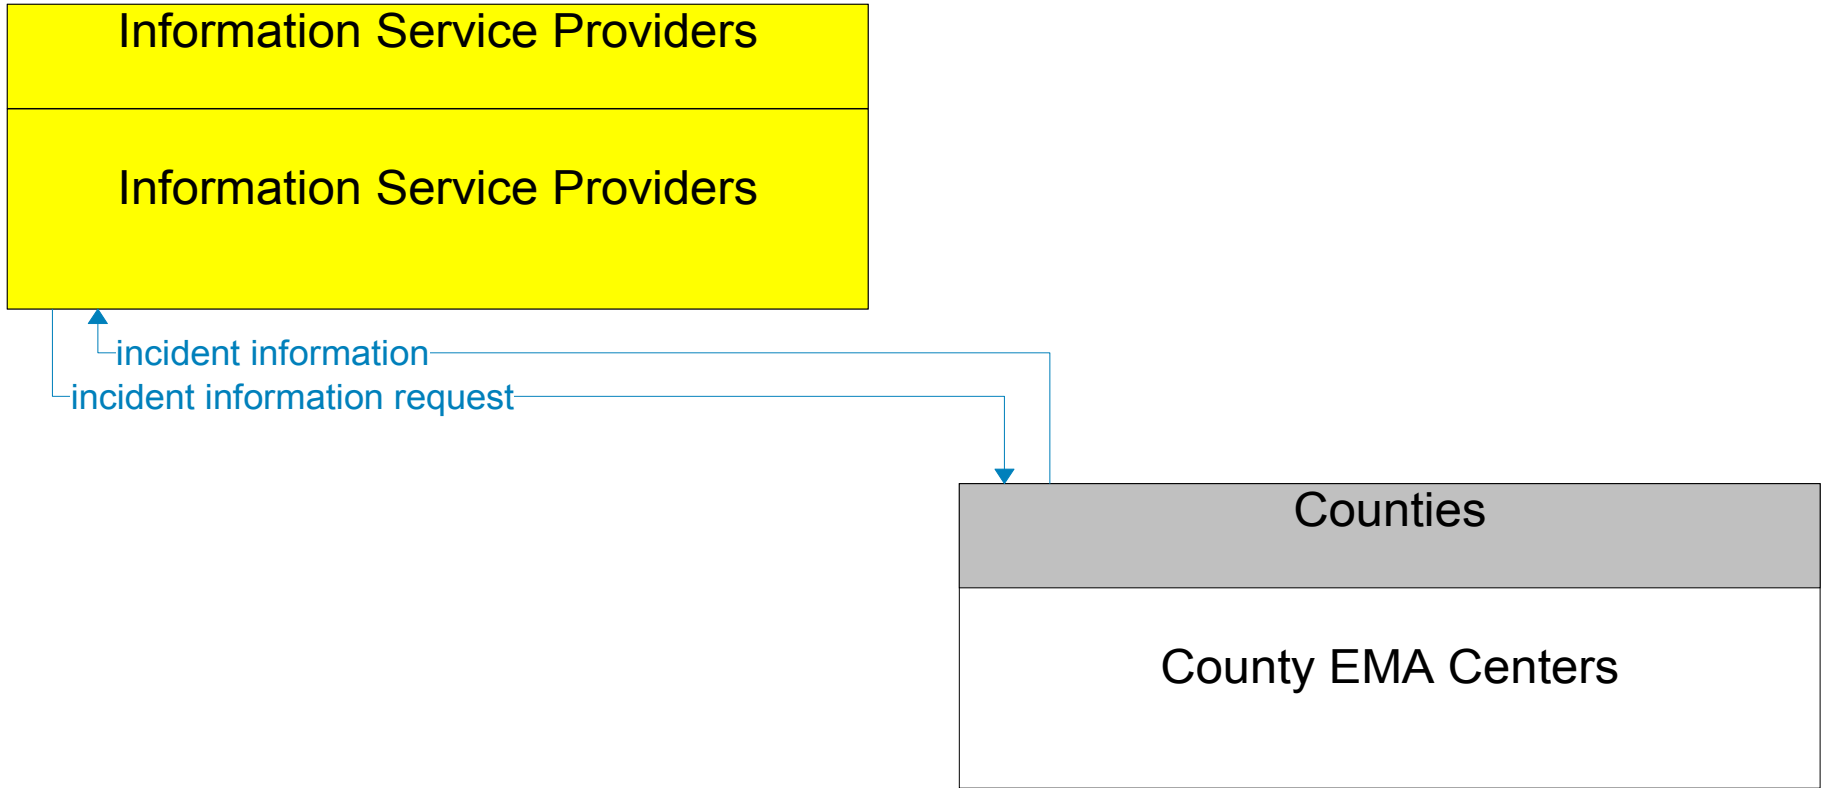 Information Service Providers
Information Service Providers
incident information
incident information request
Counties
County EMA Centers